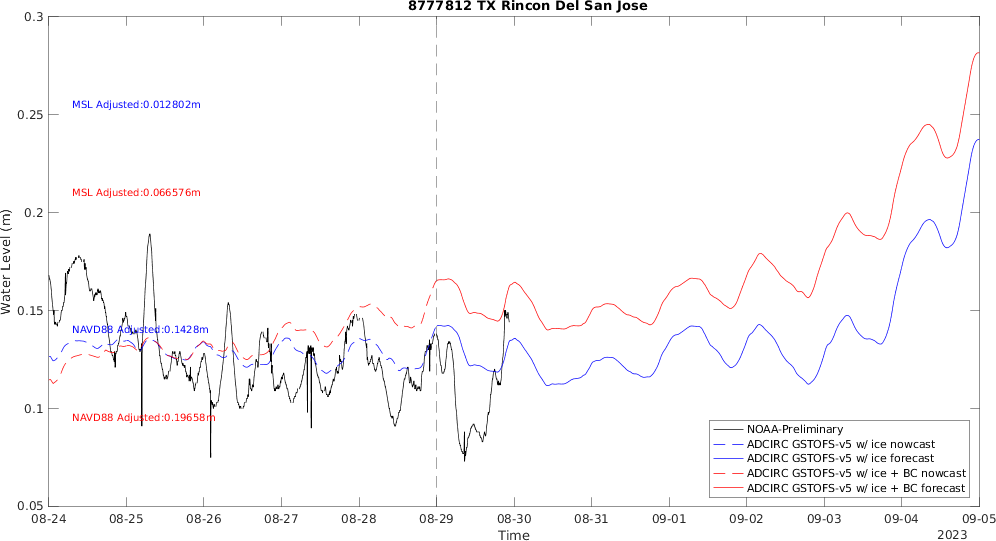 8777812 TX Rincon Del San Jose
Water Level (m)
0.3
0.25
0.2
0.15
0.1
0.05
MSL Adjusted:0.012802m
MSL Adjusted:0.066576m
NAVD88 Adjusted:0.1428m
NAVD88 Adjusted:0.19658m
NOAA-Preliminary
ADCIRC GSTOFS-v5 w/ ice nowcast
ADCIRC GSTOFS-v5 w/ ice forecast
ADCIRC GSTOFS-v5 w/ ice + BC nowcast
ADCIRC GSTOFS-v5 w/ ice + BC forecast
08-24 08-25 08-26 08-27 08-28 08-29 08-30 08-31 09-01 09-02 09-03 09-04 09-05
Time
2023